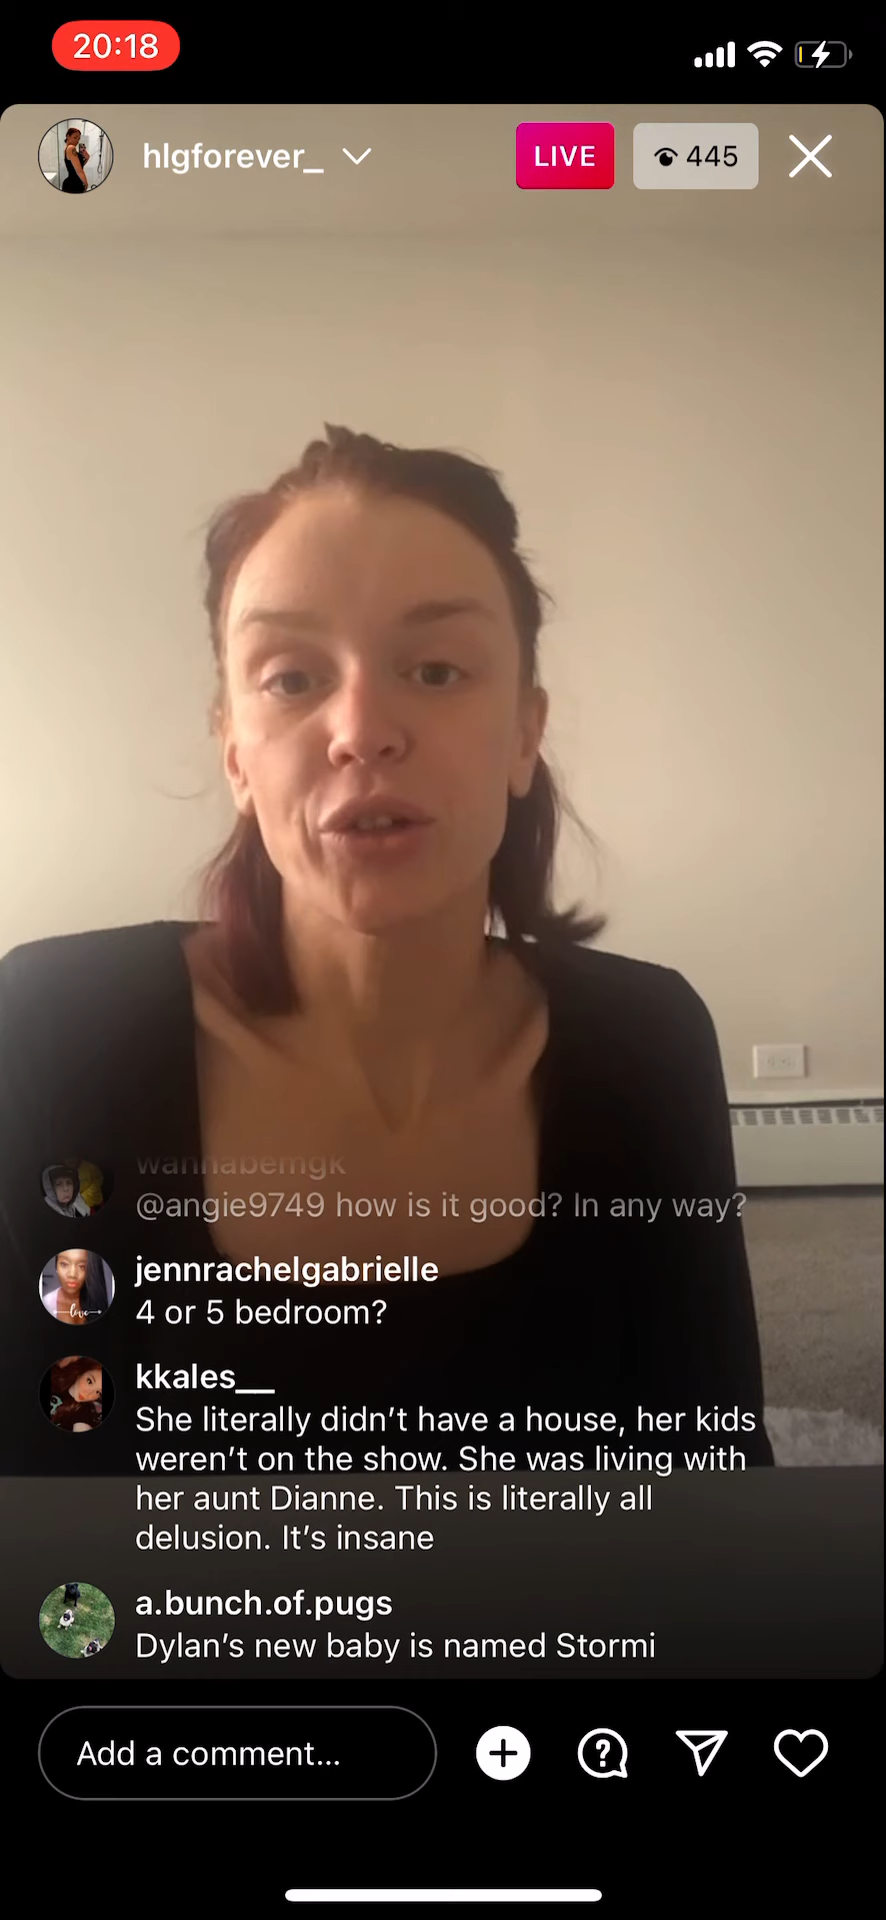 20:18
hlgforever_
LIVE
445
wannabemgk
@angie9749 how is it good? In any way?
jennrachelgabrielle
4 or 5 bedroom?
kkales__
She literally didn’t have a house, her kids
weren’t on the show. She was living with
her aunt Dianne. This is literally all
delusion. It’s insane
a.bunch.of.pugs
Dylan’s new baby is named Stormi
Add a comment...